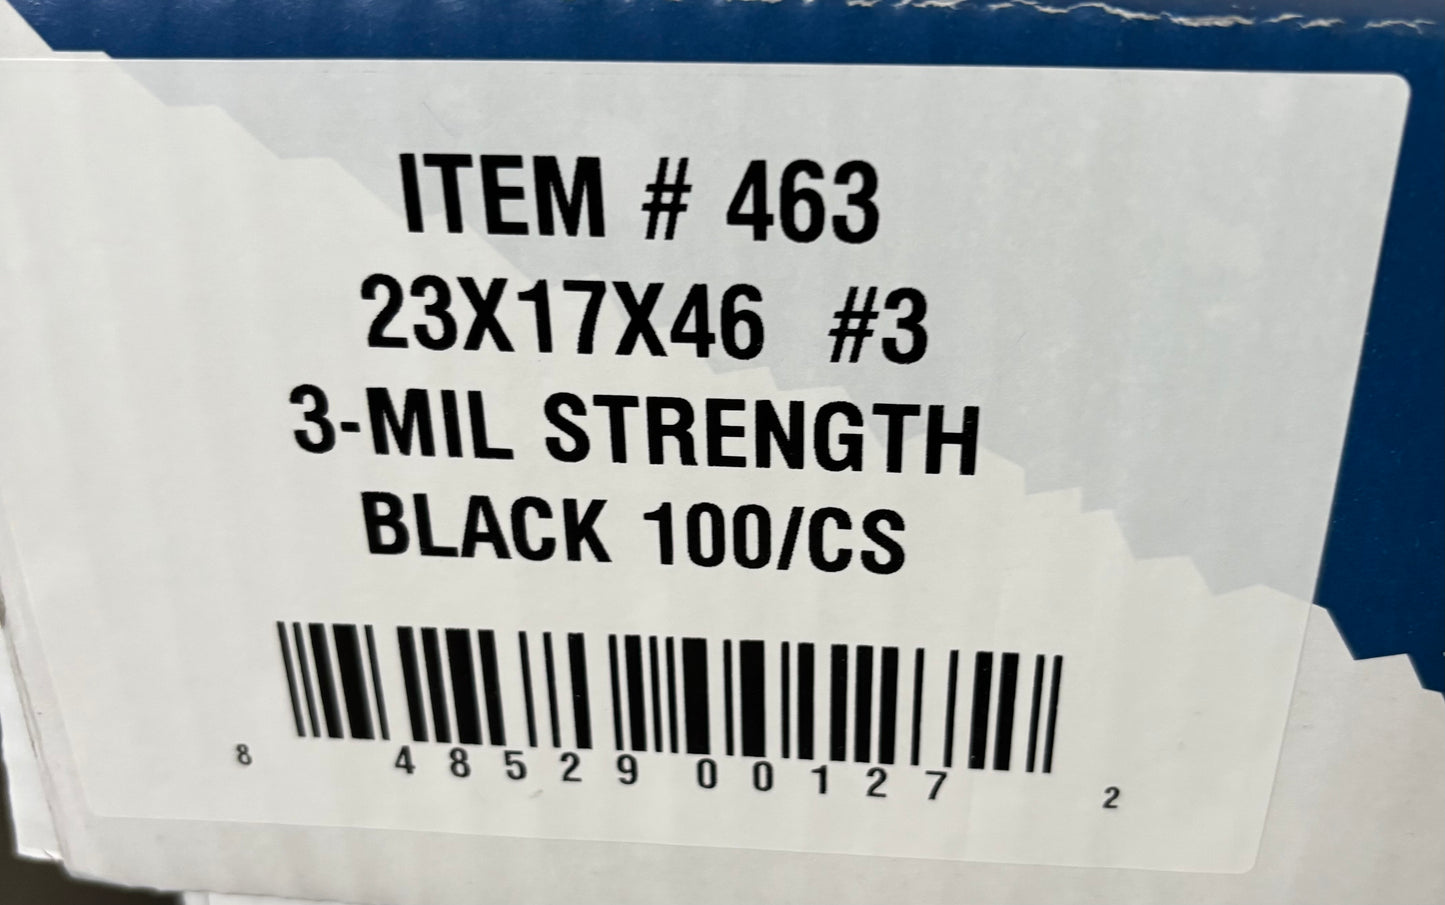 ITEM # 463
23X17X46 #3
3-MIL STRENGTH
BLACK 100/CS
8 48529 00127 2